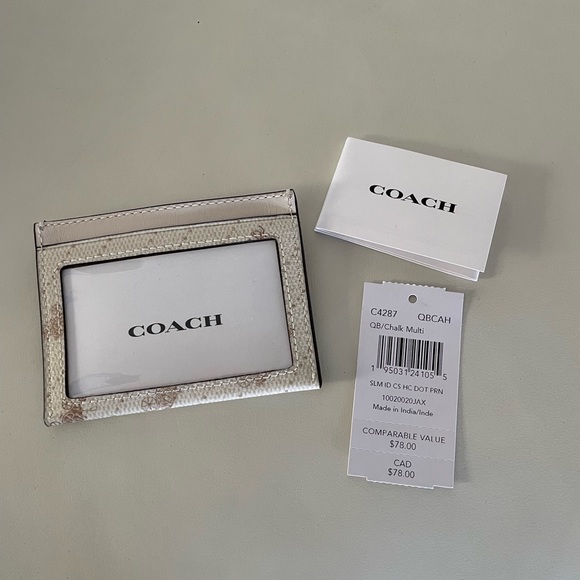 COACH
COACH
C4287 QBCAH
QB/Chalk Multi
1 95031 24105 5
SLM ID CS HC DOT PRN
10020020JAX
Made in India/Inde
COMPARABLE VALUE
$78.00
CAD
$78.00